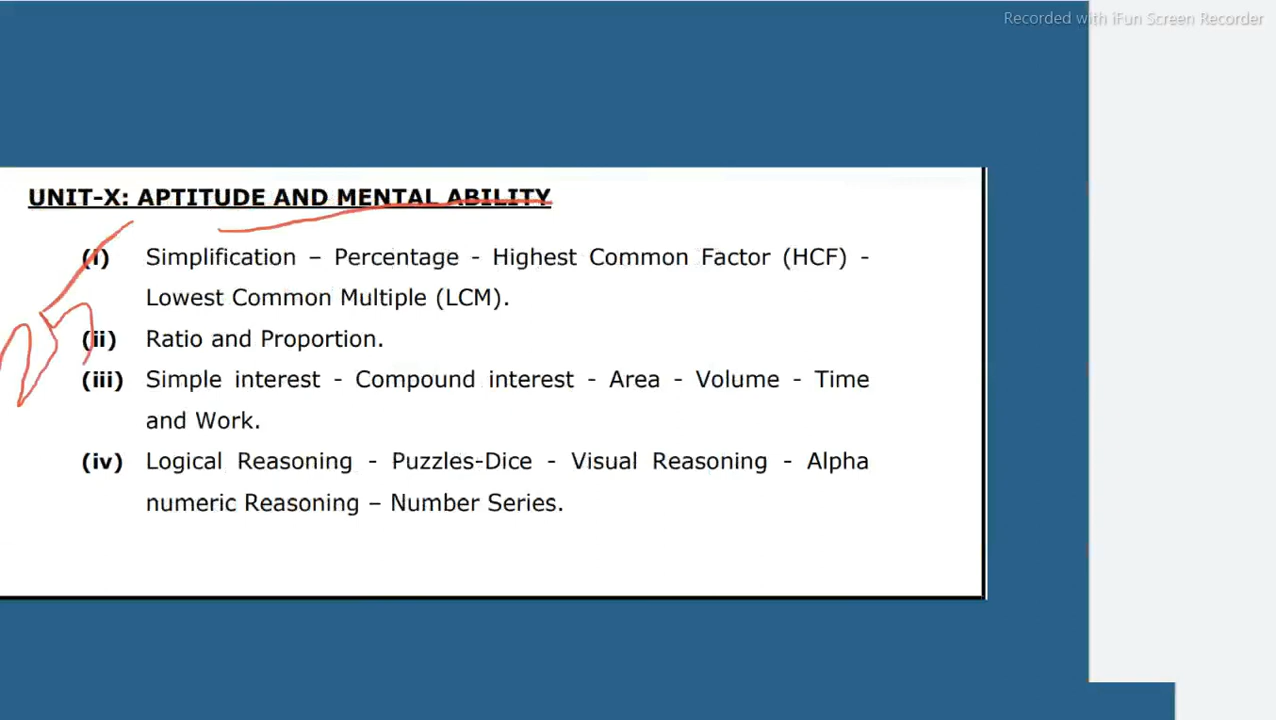 Recorded with iFun Screen Recorder
UNIT-X: APTITUDE AND MENTAL ABILITY
(i) Simplification – Percentage - Highest Common Factor (HCF) -
Lowest Common Multiple (LCM).
(ii) Ratio and Proportion.
(iii) Simple interest - Compound interest - Area - Volume - Time
and Work.
(iv) Logical Reasoning - Puzzles-Dice - Visual Reasoning - Alpha
numeric Reasoning – Number Series.
25